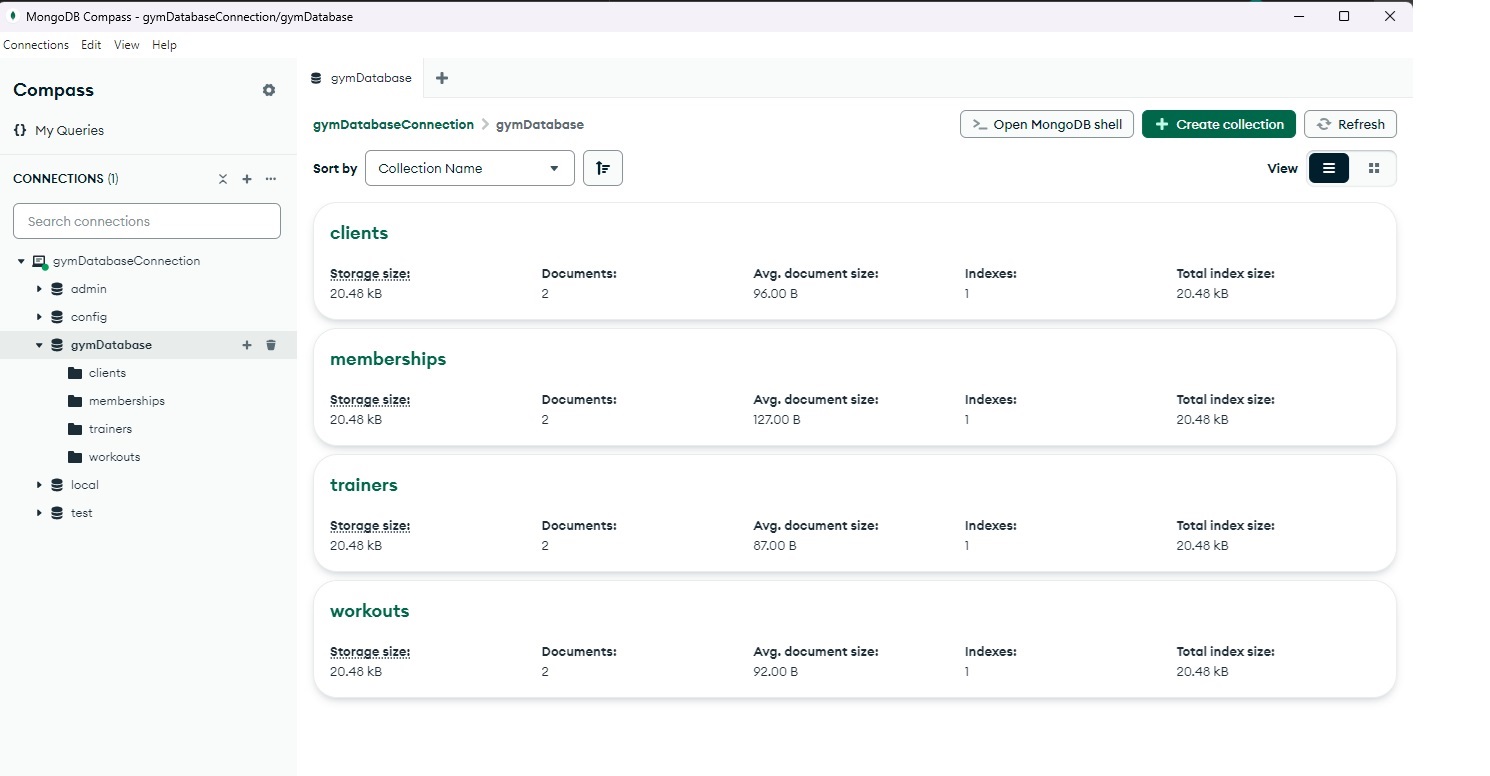 MongoDB Compass - gymDatabaseConnection/gymDatabase
Connections Edit View Help
Compass
gymDatabase
{} My Queries
gymDatabaseConnection > gymDatabase
>_ Open MongoDB shell
+ Create collection
Refresh
CONNECTIONS (1)
Sort by Collection Name
View
Search connections
gymDatabaseConnection
admin
config
gymDatabase
clients
memberships
trainers
workouts
local
test
clients
Storage size: Documents: Avg. document size: Indexes: Total index size:
20.48 kB 2 96.00 B 1 20.48 kB
memberships
Storage size: Documents: Avg. document size: Indexes: Total index size:
20.48 kB 2 127.00 B 1 20.48 kB
trainers
Storage size: Documents: Avg. document size: Indexes: Total index size:
20.48 kB 2 87.00 B 1 20.48 kB
workouts
Storage size: Documents: Avg. document size: Indexes: Total index size:
20.48 kB 2 92.00 B 1 20.48 kB